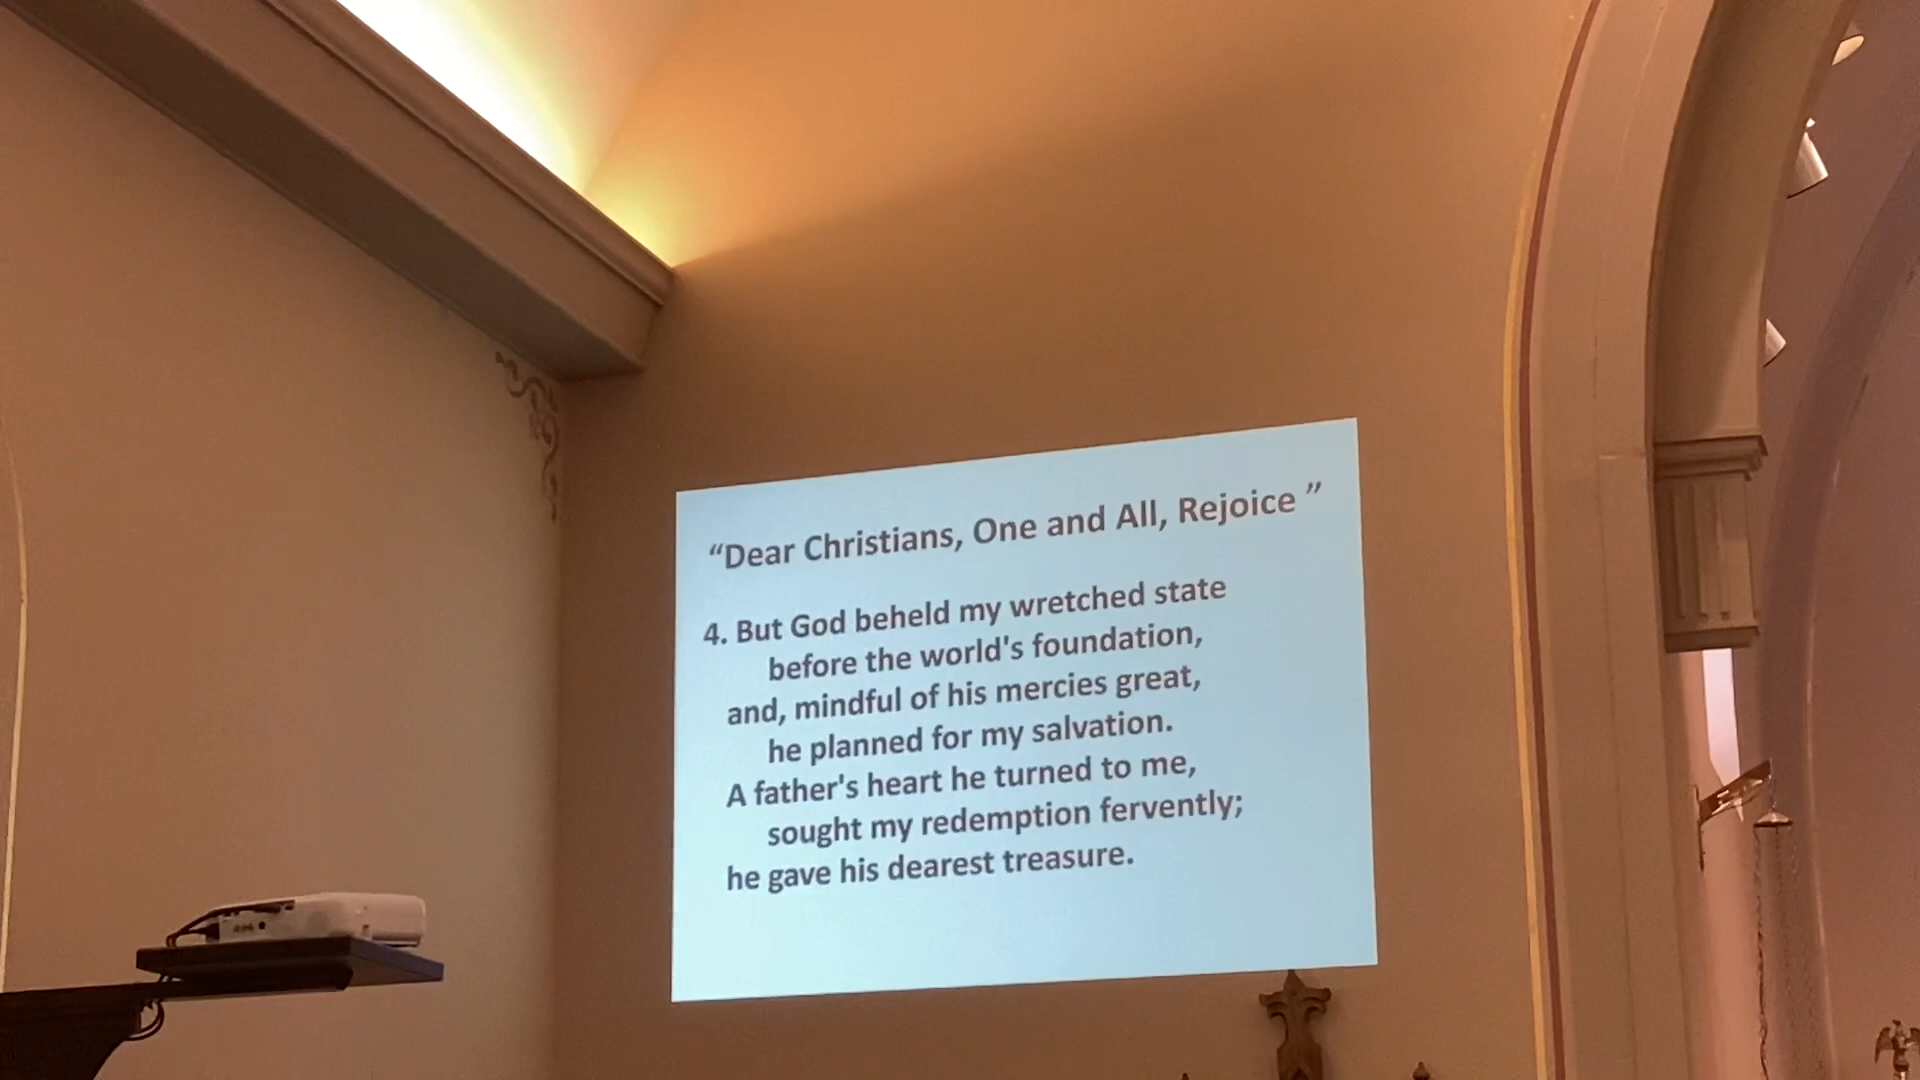 “Dear Christians, One and All, Rejoice ”
4. But God beheld my wretched state
before the world's foundation,
and, mindful of his mercies great,
he planned for my salvation.
A father's heart he turned to me,
sought my redemption fervently;
he gave his dearest treasure.